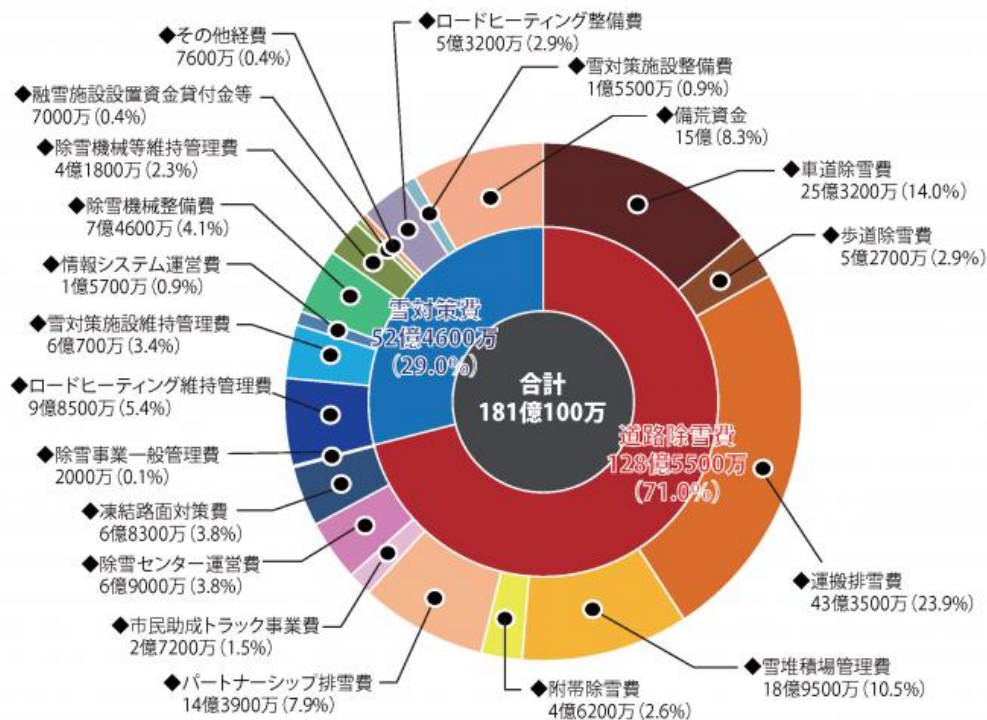 ◆その他経費
7600万(0.4%)
◆ロードヒーティング整備費
5億3200万(2.9%)
◆雪対策施設整備費
1億5500万(0.9%)
◆備荒資金
15億(8.3%)
◆融雪施設設置資金貸付金等
7000万(0.4%)
◆除雪機械等維持管理費
4億1800万(2.3%)
◆除雪機械整備費
7億4600万(4.1%)
◆情報システム運営費
1億5700万(0.9%)
◆雪対策施設維持管理費
6億700万(3.4%)
◆ロードヒーティング維持管理費
9億8500万(5.4%)
◆除雪事業一般管理費
2000万(0.1%)
◆凍結路面対策費
6億8300万(3.8%)
◆除雪センター運営費
6億9000万(3.8%)
◆市民助成トラック事業費
2億7200万(1.5%)
◆パートナーシップ排雪費
14億3900万(7.9%)
◆附帯除雪費
4億6200万(2.6%)
◆雪堆積場管理費
18億9500万(10.5%)
◆運搬排雪費
43億3500万(23.9%)
◆歩道除雪費
5億2700万(2.9%)
◆車道除雪費
25億3200万(14.0%)
雪対策費
52億4600万
(29.0%)
合計
181億100万
道路除雪費
128億5500万
(71.0%)